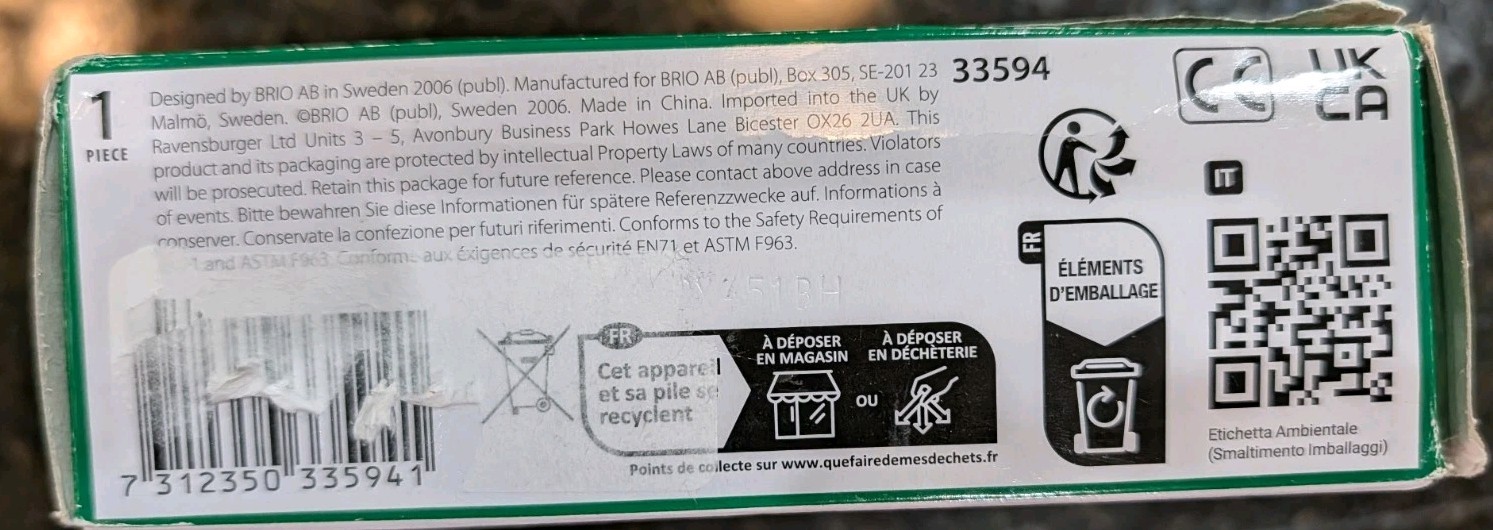 1
PIECE
Designed by BRIO AB in Sweden 2006 (publ). Manufactured for BRIO AB (publ), Box 305, SE-201 23
Malmö, Sweden. ©BRIO AB (publ), Sweden 2006. Made in China. Imported into the UK by
Ravensburger Ltd Units 3 – 5, Avonbury Business Park Howes Lane Bicester OX26 2UA. This
product and its packaging are protected by intellectual Property Laws of many countries. Violators
will be prosecuted. Retain this package for future reference. Please contact above address in case
of events. Bitte bewahren Sie diese Informationen für spätere Referenzzwecke auf. Informations à
conserver. Conservate la confezione per futuri riferimenti. Conforms to the Safety Requirements of
and ASTM F963. Conforme aux éxigences de sécurité EN71 et ASTM F963.
33594
CE
UK
CA
IT
FR
ÉLÉMENTS
D'EMBALLAGE
7 312350 335941
FR
Cet appareil
et sa pile se
recyclent
À DÉPOSER
EN MAGASIN
OU
À DÉPOSER
EN DÉCHÈTERIE
Points de collecte sur www.quefairedemesdechets.fr
Etichetta Ambientale
(Smaltimento Imballaggi)